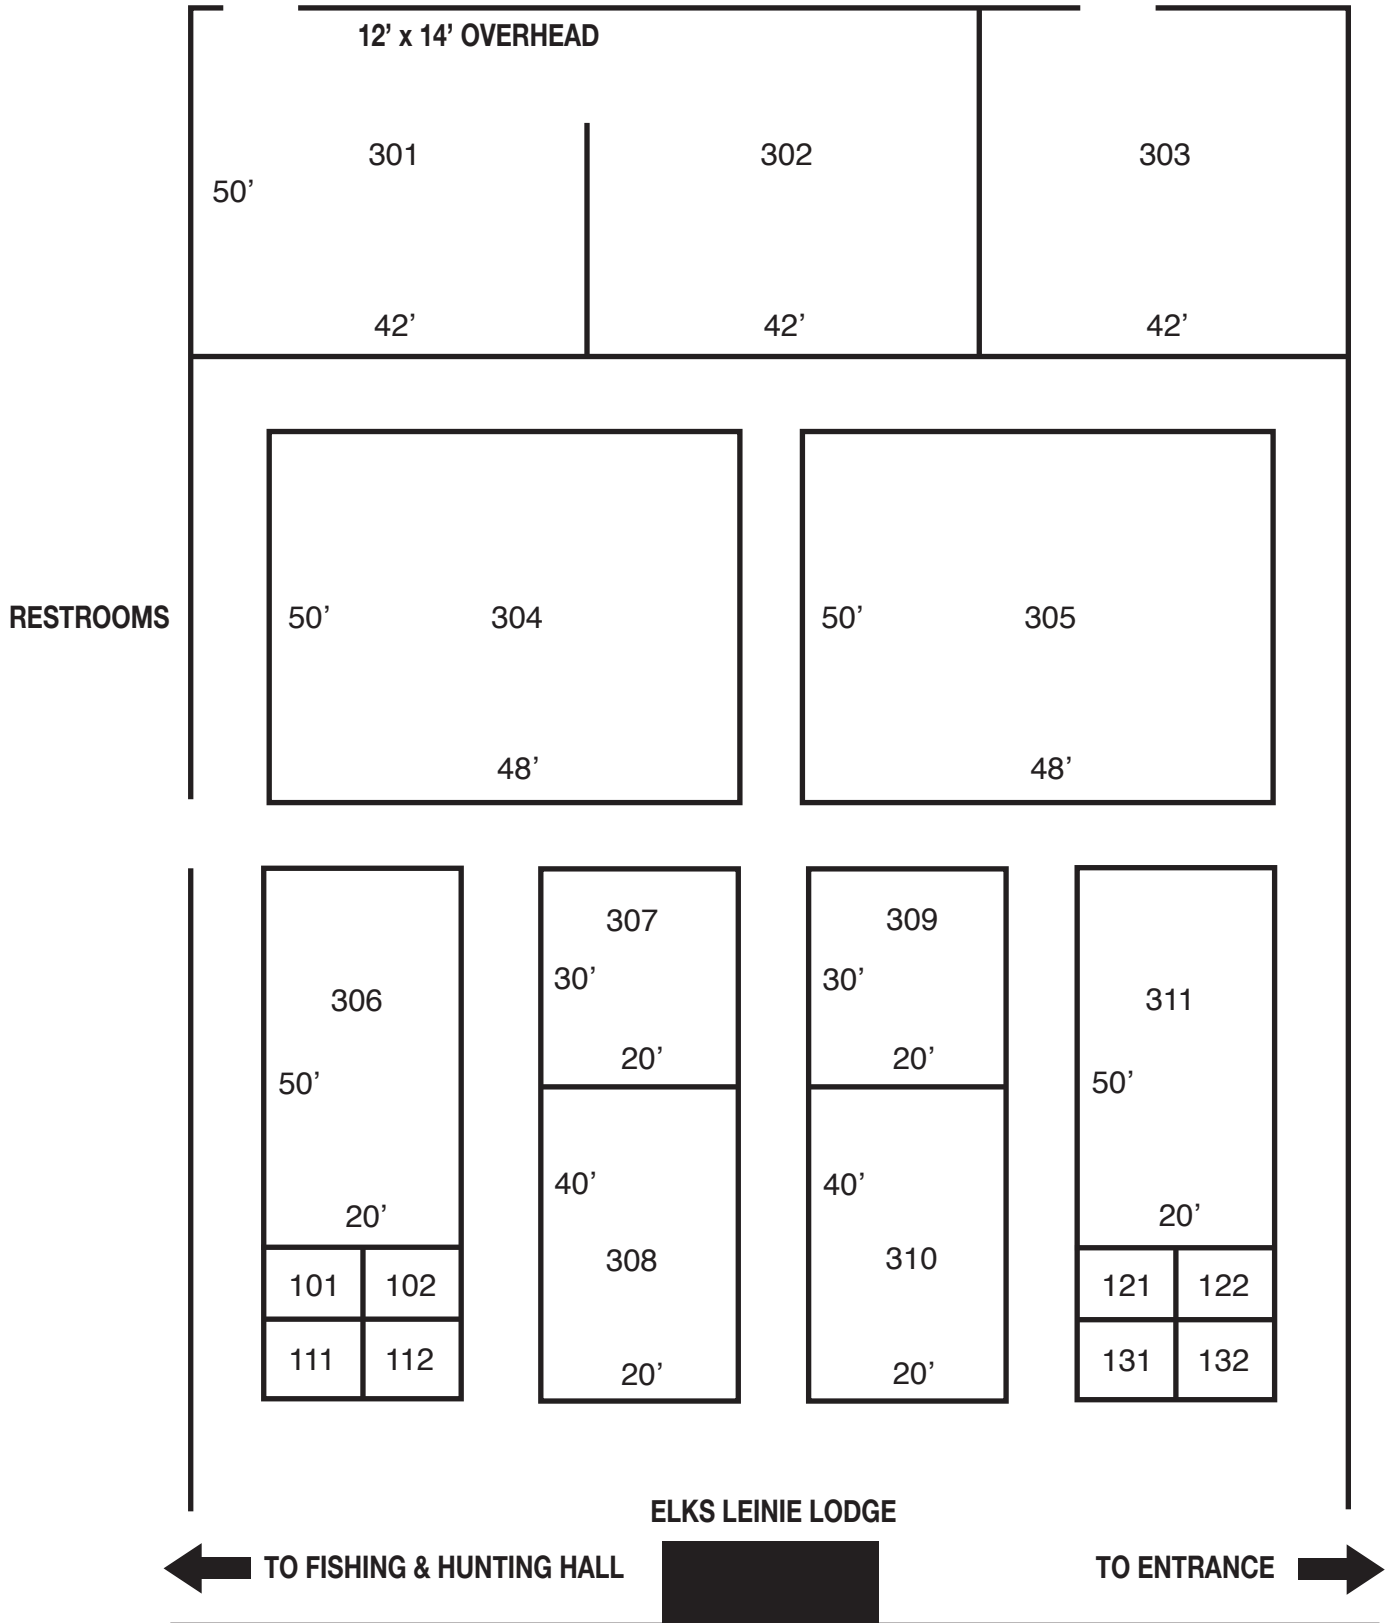 12’ x 14’ OVERHEAD
301 302 303
50’
42’ 42’ 42’
RESTROOMS 50’ 304 50’ 305
48’ 48’
307 309
30’ 30’
306 311
20’ 20’
50’ 50’
40’ 40’
20’ 20’
308 310
101 102 121 122
111 112 131 132
20’ 20’
ELKS LEINIE LODGE
TO FISHING & HUNTING HALL TO ENTRANCE